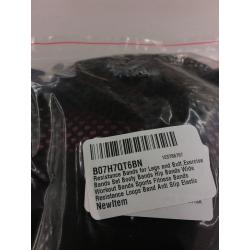 B07H7QT6BN
Resistance Bands for Legs and Butt Exercise
Bands Set Booty Bands Hip Bands Wide
Workout Bands Sports Fitness Bands
Resistance Loops Band Anti Slip Elastic
NewItem